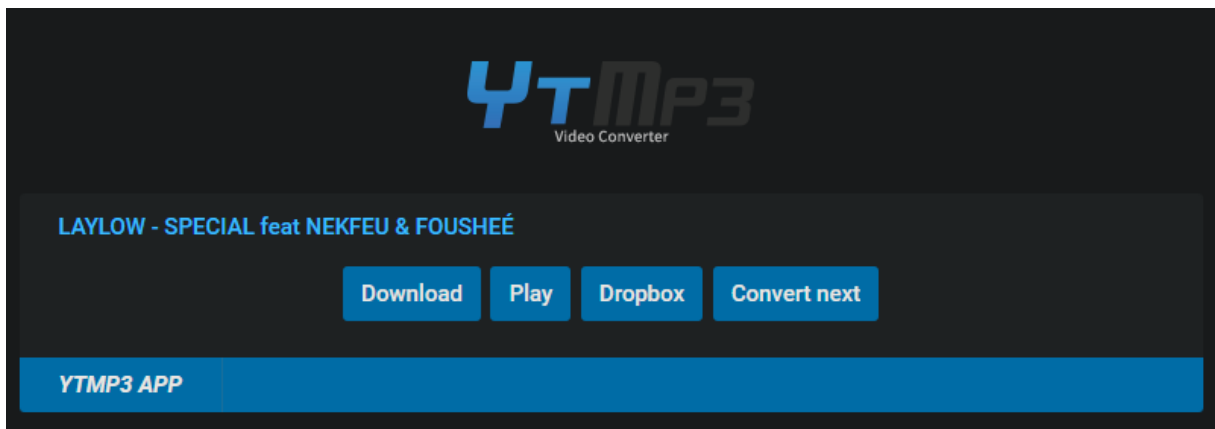 YTMP3
Video Converter
LAYLOW - SPECIAL feat NEKFEU & FOUSHEÉ
Download Play Dropbox Convert next
YTMP3 APP